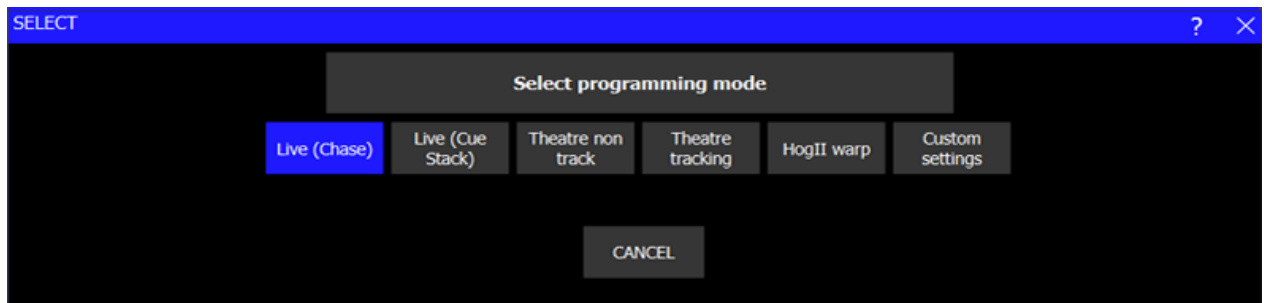 SELECT ?
Select programming mode
Live (Chase)
Live (Cue
Stack)
Theatre non
track
Theatre
tracking
HogII warp
Custom
settings
CANCEL